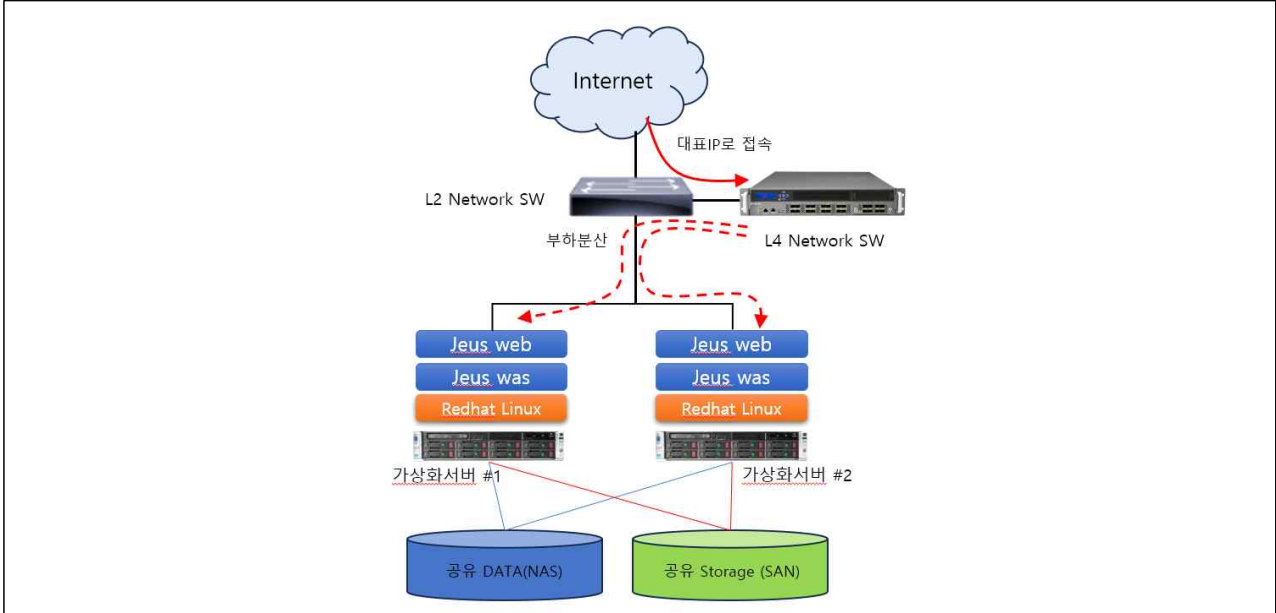 Internet
대표IP로 접속
L2 Network SW
부하분산
L4 Network SW
Jeus web
Jeus web
Jeus was
Jeus was
Redhat Linux
Redhat Linux
가상화서버 #1
가상화서버 #2
공유 DATA(NAS)
공유 Storage (SAN)